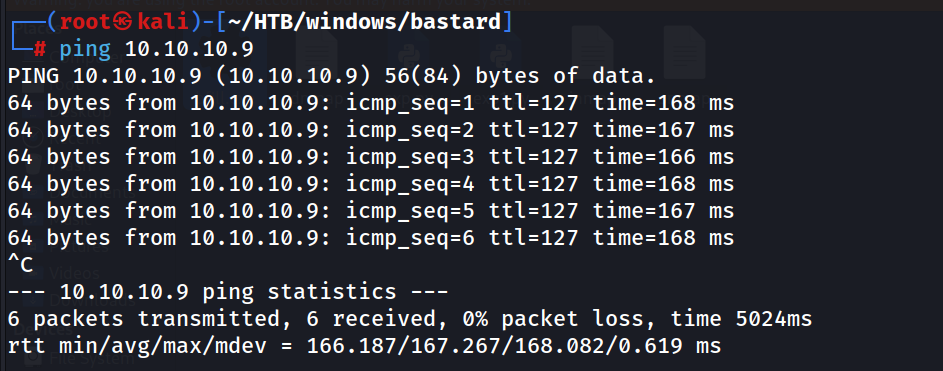 ┌──(root㉿kali)-[~/HTB/windows/bastard]
└─# ping 10.10.10.9
PING 10.10.10.9 (10.10.10.9) 56(84) bytes of data.
64 bytes from 10.10.10.9: icmp_seq=1 ttl=127 time=168 ms
64 bytes from 10.10.10.9: icmp_seq=2 ttl=127 time=167 ms
64 bytes from 10.10.10.9: icmp_seq=3 ttl=127 time=166 ms
64 bytes from 10.10.10.9: icmp_seq=4 ttl=127 time=168 ms
64 bytes from 10.10.10.9: icmp_seq=5 ttl=127 time=167 ms
64 bytes from 10.10.10.9: icmp_seq=6 ttl=127 time=168 ms
^C
Videos
--- 10.10.10.9 ping statistics ---
6 packets transmitted, 6 received, 0% packet loss, time 5024ms
rtt min/avg/max/mdev = 166.187/167.267/168.082/0.619 ms